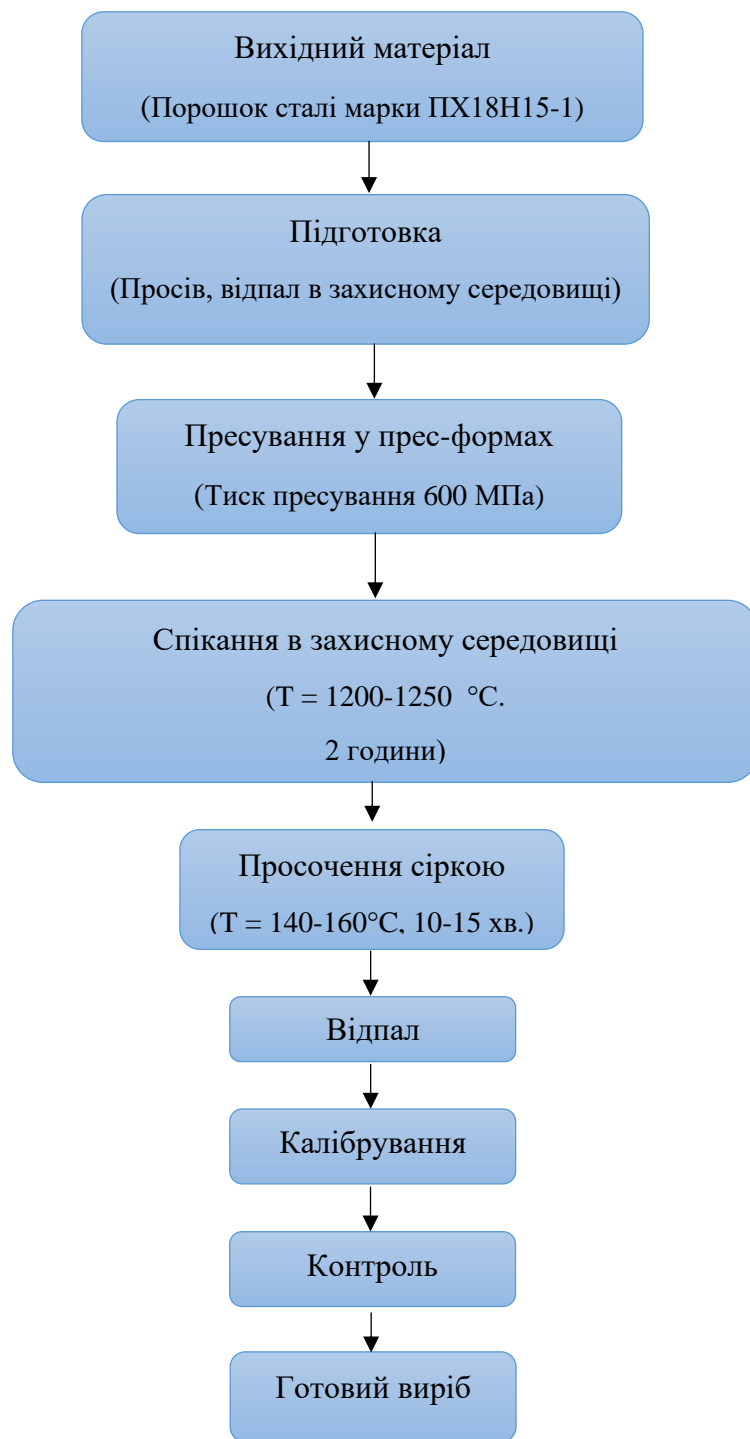 Вихідний матеріал
(Порошок сталі марки ПХ18Н15-1)
Підготовка
(Просів, відпал в захисному середовищі)
Пресування у прес-формах
(Тиск пресування 600 МПа)
Спікання в захисному середовищі
(Т = 1200-1250 °С.
2 години)
Просочення сіркою
(Т = 140-160°С, 10-15 хв.)
Відпал
Калібрування
Контроль
Готовий виріб